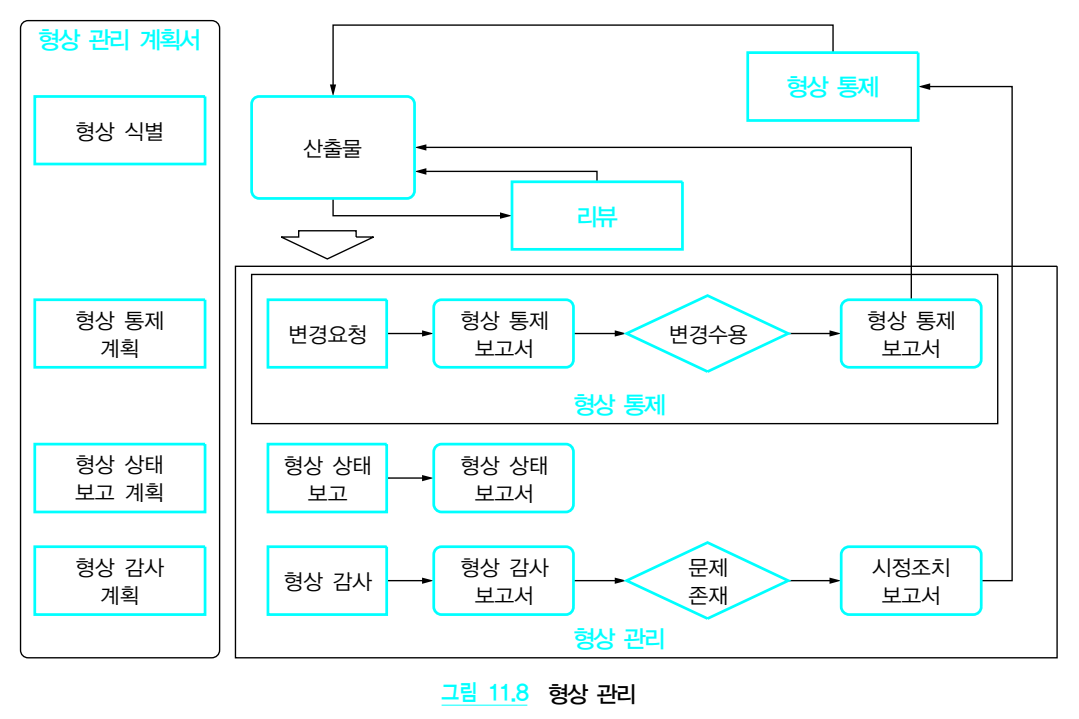 형상 관리 계획서
형상 식별
형상 통제
계획
형상 상태
보고 계획
형상 감사
계획
산출물
형상 통제
리뷰
변경요청
형상 통제
보고서
변경수용
형상 통제
보고서
형상 통제
형상 상태
보고
형상 상태
보고서
형상 감사
형상 감사
보고서
문제
존재
시정조치
보고서
형상 관리
그림 11.8 형상 관리